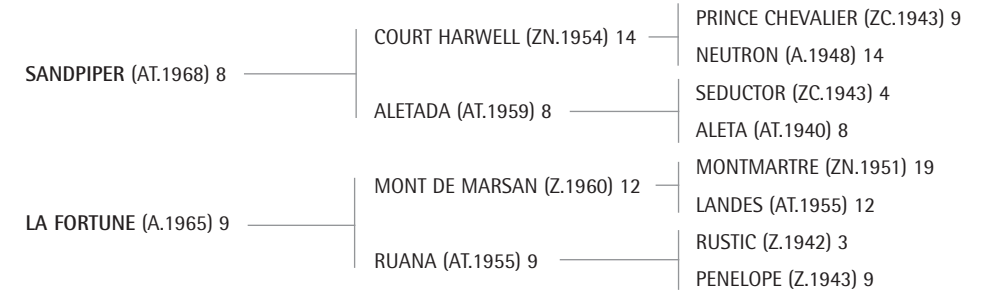 PRINCE CHEVALIER (ZC.1943) 9
COURT HARWELL (ZN.1954) 14
NEUTRON (A.1948) 14
SANDPIPER (AT.1968) 8
SEDUCTOR (ZC.1943) 4
ALETADA (AT.1959) 8
ALETA (AT.1940) 8
MONTMARTRE (ZN.1951) 19
MONT DE MARSAN (Z.1960) 12
LANDES (AT.1955) 12
LA FORTUNE (A.1965) 9
RUSTIC (Z.1942) 3
RUANA (AT.1955) 9
PENELOPE (Z.1943) 9